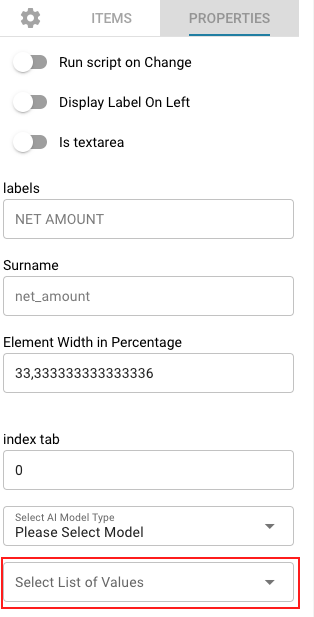 ITEMS PROPERTIES
Run script on Change
Display Label On Left
Is textarea
labels
NET AMOUNT
Surname
net_amount
Element Width in Percentage
33,333333333333336
index tab
0
Select AI Model Type
Please Select Model
Select List of Values